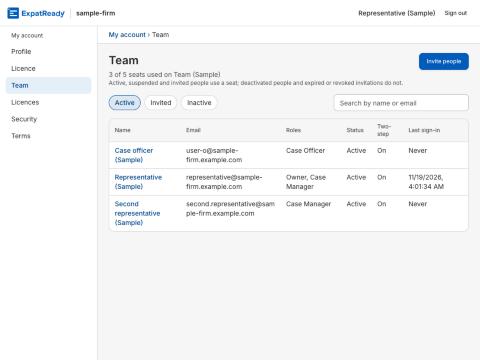 ExpatReady
sample-firm
Representative (Sample)
Sign out
My account
Profile
Licence
Team
Licences
Security
Terms
My account › Team
Team
3 of 5 seats used on Team (Sample)
Active, suspended and invited people use a seat; deactivated people and expired or revoked invitations do not.
Invite people
Active
Invited
Inactive
Search by name or email
Name
Email
Roles
Status
Two-
step
Last sign-in
Case officer
(Sample)
user-o@sample-
firm.example.com
Case Officer
Active
On
Never
Representative
(Sample)
representative@sample-
firm.example.com
Owner, Case
Manager
Active
On
11/19/2026,
4:01:34 AM
Second
representative
(Sample)
second.representative@sam
ple-firm.example.com
Case Manager
Active
On
Never